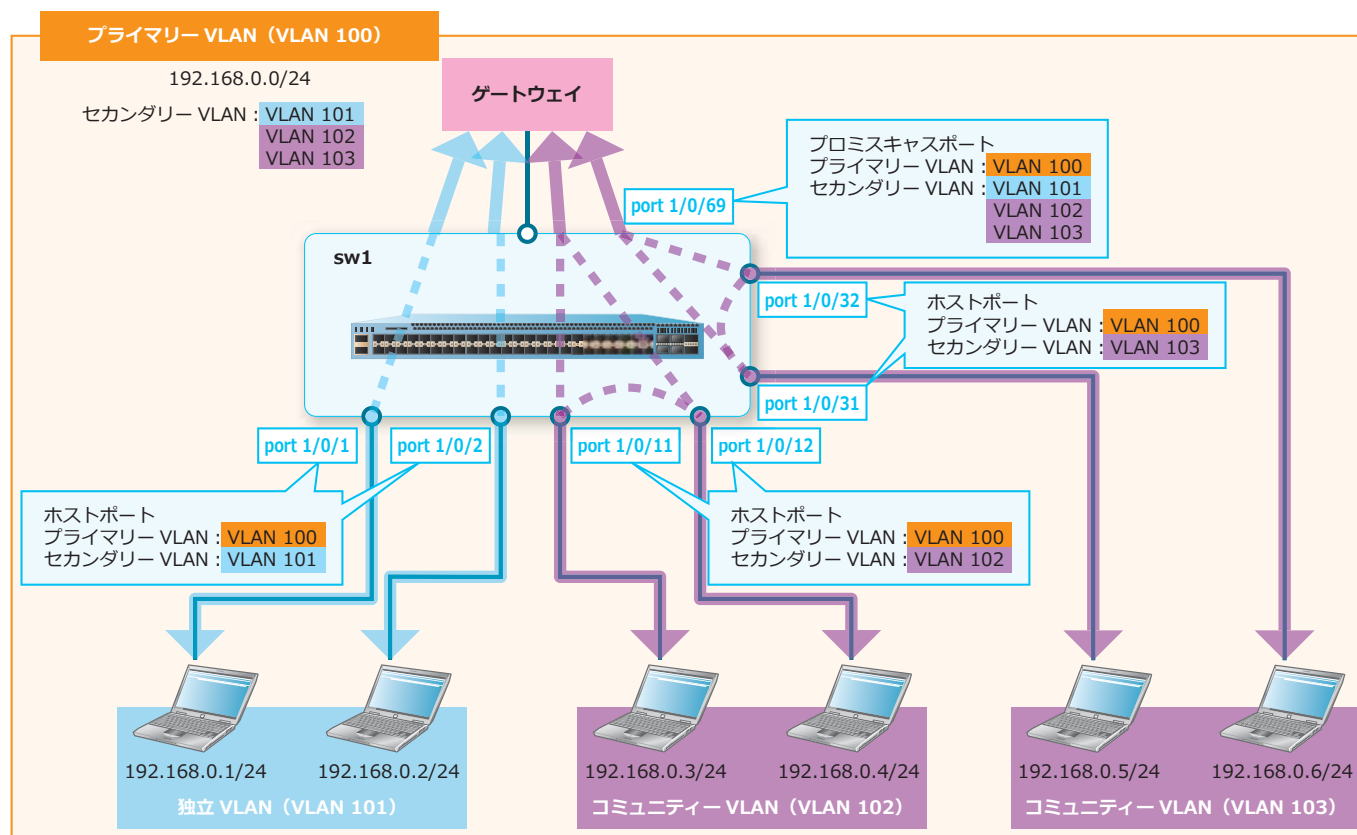 プライマリー VLAN（VLAN 100）
192.168.0.0/24
セカンダリー VLAN : VLAN 101
VLAN 102
VLAN 103
ゲートウェイ
プロミスキャスポート
プライマリー VLAN : VLAN 100
セカンダリー VLAN : VLAN 101
VLAN 102
VLAN 103
port 1/0/69
sw1
port 1/0/32
ホストポート
プライマリー VLAN : VLAN 100
セカンダリー VLAN : VLAN 103
port 1/0/31
port 1/0/1
port 1/0/2
port 1/0/11
port 1/0/12
ホストポート
プライマリー VLAN : VLAN 100
セカンダリー VLAN : VLAN 101
ホストポート
プライマリー VLAN : VLAN 100
セカンダリー VLAN : VLAN 102
192.168.0.1/24
192.168.0.2/24
192.168.0.3/24
192.168.0.4/24
192.168.0.5/24
192.168.0.6/24
独立 VLAN（VLAN 101）
コミュニティー VLAN（VLAN 102）
コミュニティー VLAN（VLAN 103）